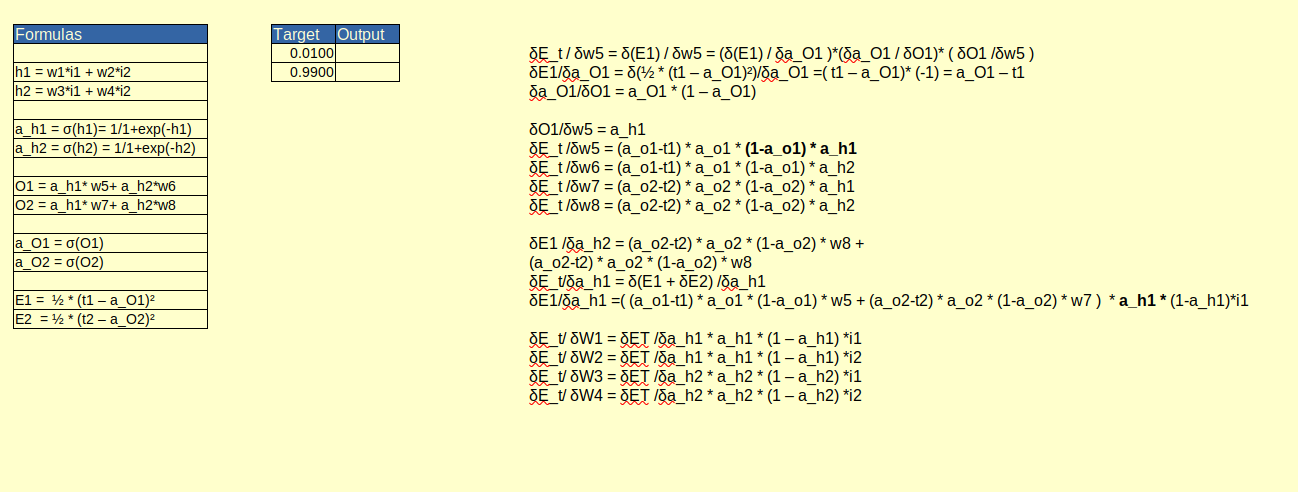 Formulas
h1 = w1*i1 + w2*i2
h2 = w3*i1 + w4*i2
a_h1 = σ(h1)= 1/1+exp(-h1)
a_h2 = σ(h2) = 1/1+exp(-h2)
O1 = a_h1* w5+ a_h2*w6
O2 = a_h1* w7+ a_h2*w8
a_O1 = σ(O1)
a_O2 = σ(O2)
E1 =  ½ * (t1 – a_O1)²
E2  = ½ * (t2 – a_O2)²
Target Output
0.0100
0.9900
δE_t / δw5 = δ(E1) / δw5 = (δ(E1) / δa_O1 )*(δa_O1 / δO1)* ( δO1 /δw5 )
δE1/δa_O1 = δ(½ * (t1 – a_O1)²)/δa_O1 =( t1 – a_O1)* (-1) = a_O1 – t1
δa_O1/δO1 = a_O1 * (1 – a_O1)
δO1/δw5 = a_h1
δE_t /δw5 = (a_o1-t1) * a_o1 * (1-a_o1) * a_h1
δE_t /δw6 = (a_o1-t1) * a_o1 * (1-a_o1) * a_h2
δE_t /δw7 = (a_o2-t2) * a_o2 * (1-a_o2) * a_h1
δE_t /δw8 = (a_o2-t2) * a_o2 * (1-a_o2) * a_h2
δE1 /δa_h2 = (a_o2-t2) * a_o2 * (1-a_o2) * w8 +
(a_o2-t2) * a_o2 * (1-a_o2) * w8
δE_t/δa_h1 = δ(E1 + δE2) /δa_h1
δE1/δa_h1 =( (a_o1-t1) * a_o1 * (1-a_o1) * w5 + (a_o2-t2) * a_o2 * (1-a_o2) * w7 )  * a_h1 * (1-a_h1)*i1
δE_t/ δW1 = δET /δa_h1 * a_h1 * (1 – a_h1) *i1
δE_t/ δW2 = δET /δa_h1 * a_h1 * (1 – a_h1) *i2
δE_t/ δW3 = δET /δa_h2 * a_h2 * (1 – a_h2) *i1
δE_t/ δW4 = δET /δa_h2 * a_h2 * (1 – a_h2) *i2